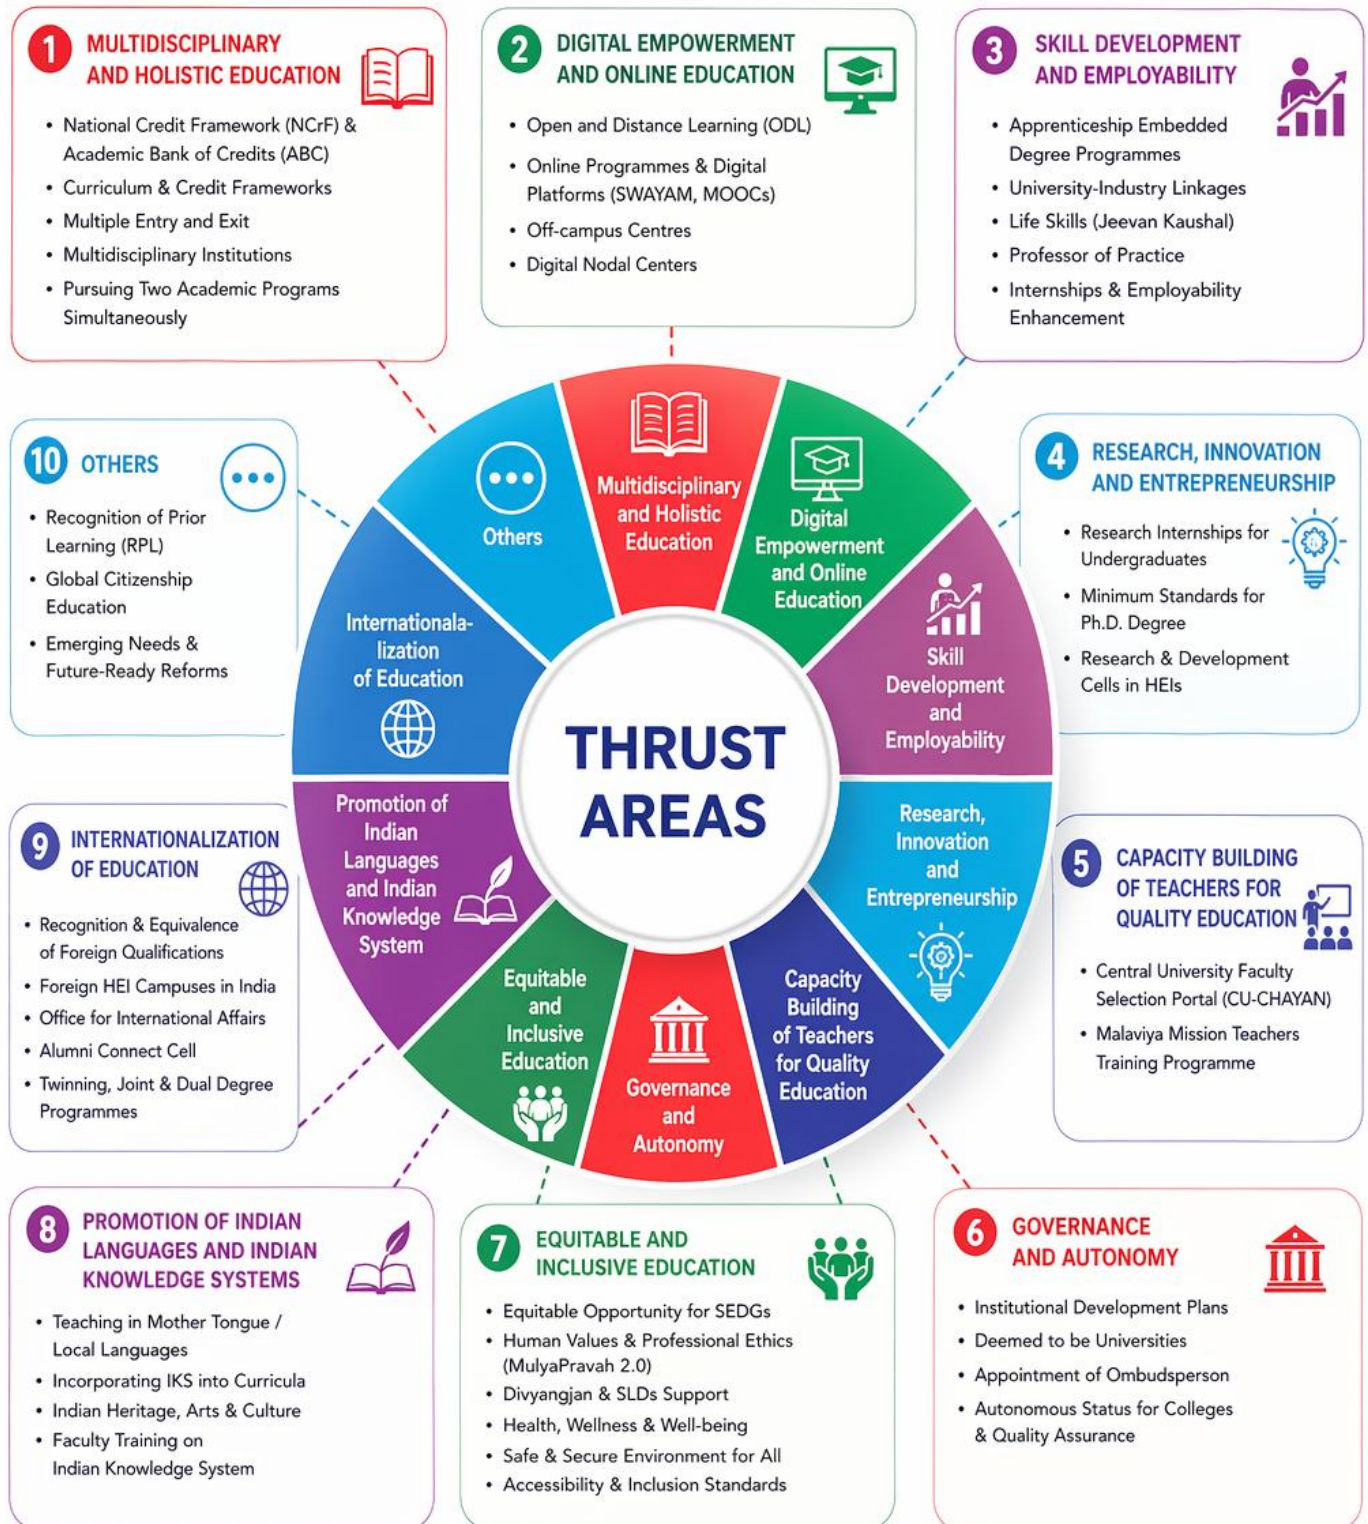 1
MULTIDISCIPLINARY
AND HOLISTIC EDUCATION
• National Credit Framework (NCrF) &
Academic Bank of Credits (ABC)
• Curriculum & Credit Frameworks
• Multiple Entry and Exit
• Multidisciplinary Institutions
• Pursuing Two Academic Programs
Simultaneously
2
DIGITAL EMPOWERMENT
AND ONLINE EDUCATION
• Open and Distance Learning (ODL)
• Online Programmes & Digital
Platforms (SWAYAM, MOOCs)
• Off-campus Centres
• Digital Nodal Centers
3
SKILL DEVELOPMENT
AND EMPLOYABILITY
• Apprenticeship Embedded
Degree Programmes
• University-Industry Linkages
• Life Skills (Jeevan Kaushal)
• Professor of Practice
• Internships & Employability
Enhancement
4
RESEARCH, INNOVATION
AND ENTREPRENEURSHIP
• Research Internships for
Undergraduates
• Minimum Standards for
Ph.D. Degree
• Research & Development
Cells in HEIs
5
CAPACITY BUILDING
OF TEACHERS FOR
QUALITY EDUCATION
• Central University Faculty
Selection Portal (CU-CHAYAN)
• Malaviya Mission Teachers
Training Programme
6
GOVERNANCE
AND AUTONOMY
• Institutional Development Plans
• Deemed to be Universities
• Appointment of Ombudsperson
• Autonomous Status for Colleges
& Quality Assurance
7
EQUITABLE AND
INCLUSIVE EDUCATION
• Equitable Opportunity for SEDGs
• Human Values & Professional Ethics
(MulyaPravah 2.0)
• Divyangjan & SLDs Support
• Health, Wellness & Well-being
• Safe & Secure Environment for All
• Accessibility & Inclusion Standards
8
PROMOTION OF INDIAN
LANGUAGES AND INDIAN
KNOWLEDGE SYSTEMS
• Teaching in Mother Tongue /
Local Languages
• Incorporating IKS into Curricula
• Indian Heritage, Arts & Culture
• Faculty Training on
Indian Knowledge System
9
INTERNATIONALIZATION
OF EDUCATION
• Recognition & Equivalence
of Foreign Qualifications
• Foreign HEI Campuses in India
• Office for International Affairs
• Alumni Connect Cell
• Twinning, Joint & Dual Degree
Programmes
10
OTHERS
• Recognition of Prior
Learning (RPL)
• Global Citizenship
Education
• Emerging Needs &
Future-Ready Reforms
THRUST
AREAS
Multidisciplinary
and Holistic
Education
Digital
Empowerment
and Online
Education
Skill
Development
and
Employability
Research,
Innovation
and
Entrepreneurship
Capacity
Building
of Teachers
for Quality
Education
Governance
and
Autonomy
Equitable
and
Inclusive
Education
Promotion of
Indian
Languages
and Indian
Knowledge
System
Internationala-
lization
of Education
Others